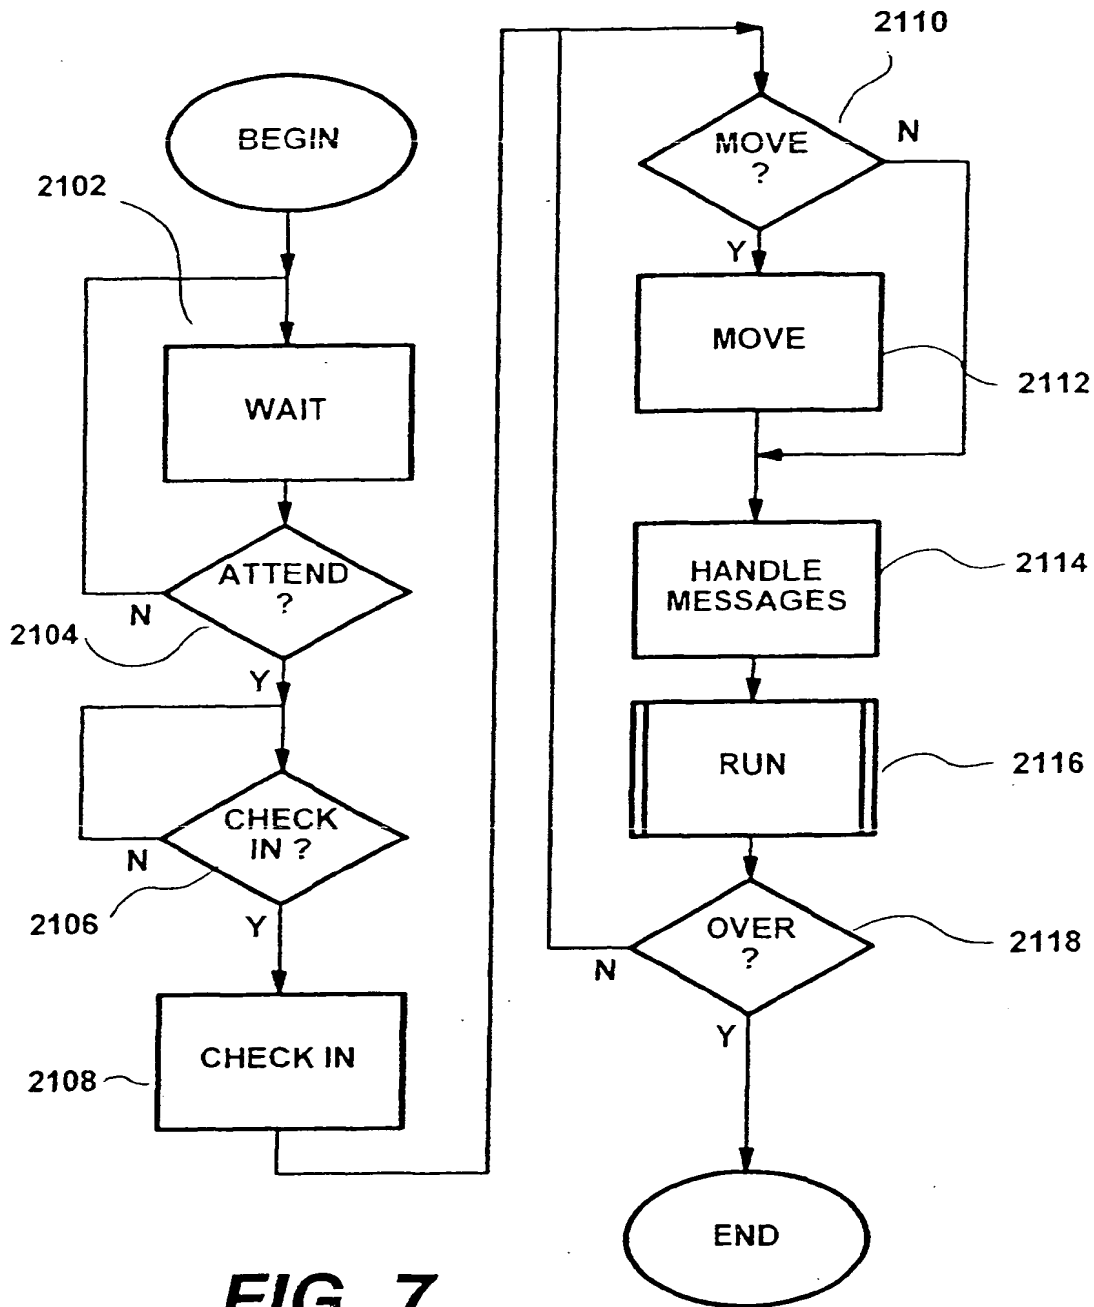 BEGIN
2102
WAIT
ATTEND
?
N
2104
Y
CHECK
IN ?
N
2106
Y
CHECK IN
2108
2110
MOVE
?
N
Y
MOVE
2112
HANDLE
MESSAGES
2114
RUN
2116
OVER
?
2118
N
Y
END
FIG. 7